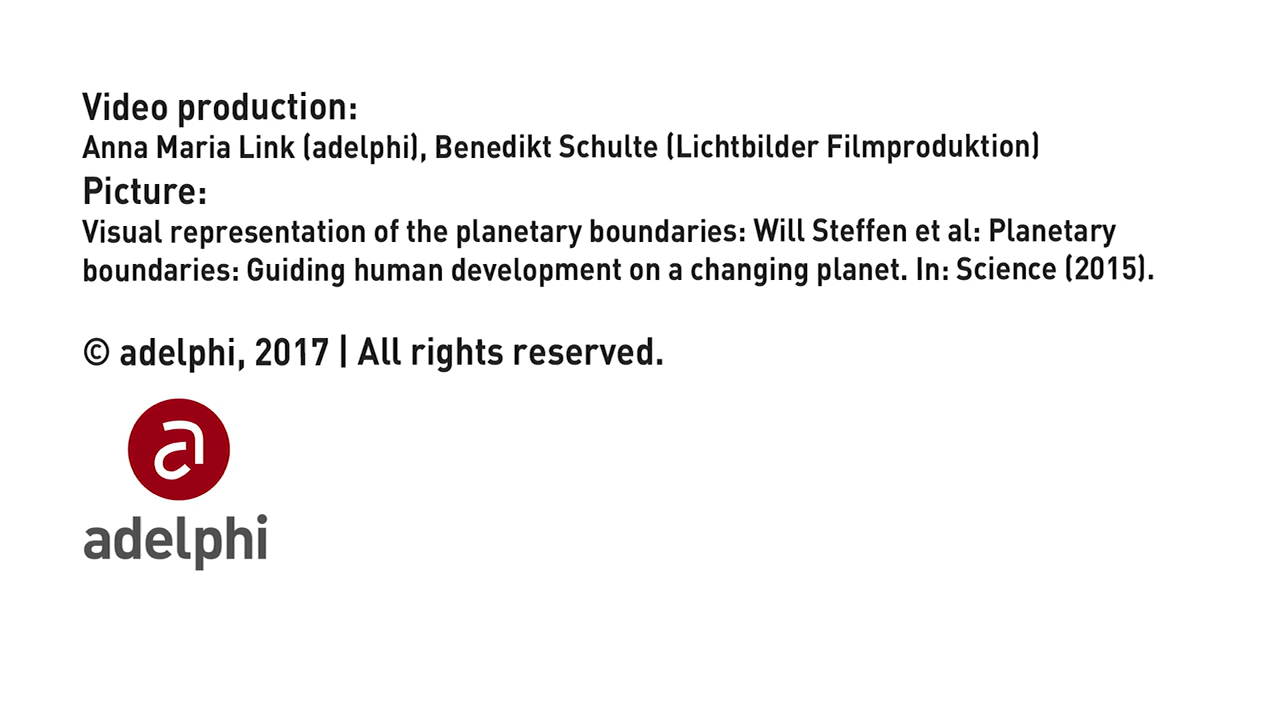 Video production:
Anna Maria Link (adelphi), Benedikt Schulte (Lichtbilder Filmproduktion)
Picture:
Visual representation of the planetary boundaries: Will Steffen et al: Planetary
boundaries: Guiding human development on a changing planet. In: Science (2015).
© adelphi, 2017 | All rights reserved.
a
adelphi